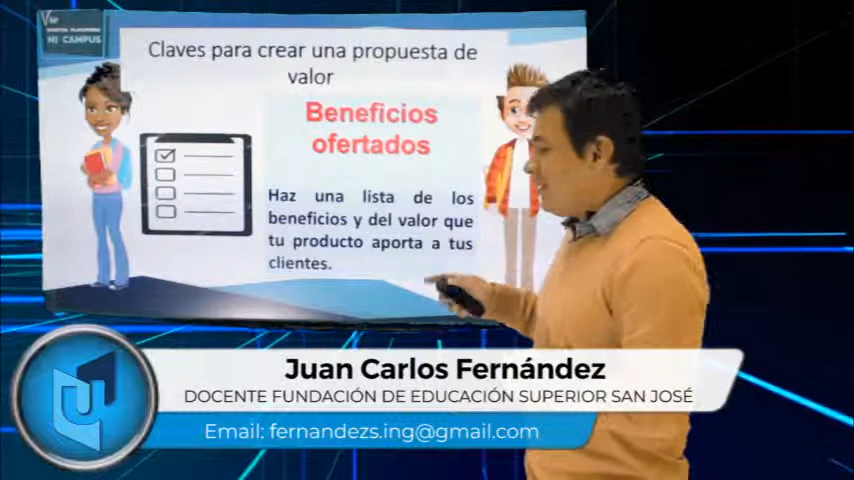 MI CAMPUS
Claves para crear una propuesta de
valor
Beneficios
ofertados
Haz una lista de los
beneficios y del valor que
tu producto aporta a tus
clientes.
Juan Carlos Fernández
DOCENTE FUNDACIÓN DE EDUCACIÓN SUPERIOR SAN JOSÉ
Email: fernandezs.ing@gmail.com